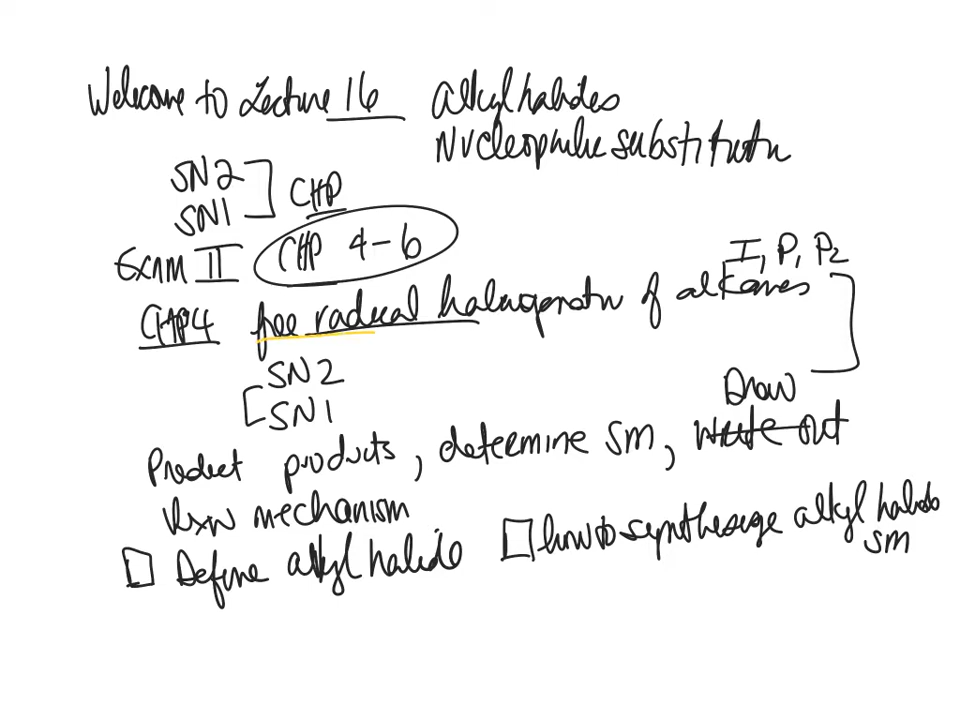 Welcome to Lecture 16 Alkyl halides
Nucleophilic substitution
SN2
SN1 CHP
Exam II CHP 4-6
I, P1, P2
CHP4 free radical halogenatn of alkanes
SN2
SN1
Draw
Predict products, determine SM, write out
Rxn mechanism
Define alkyl halide how to synthesize alkyl halide
SM